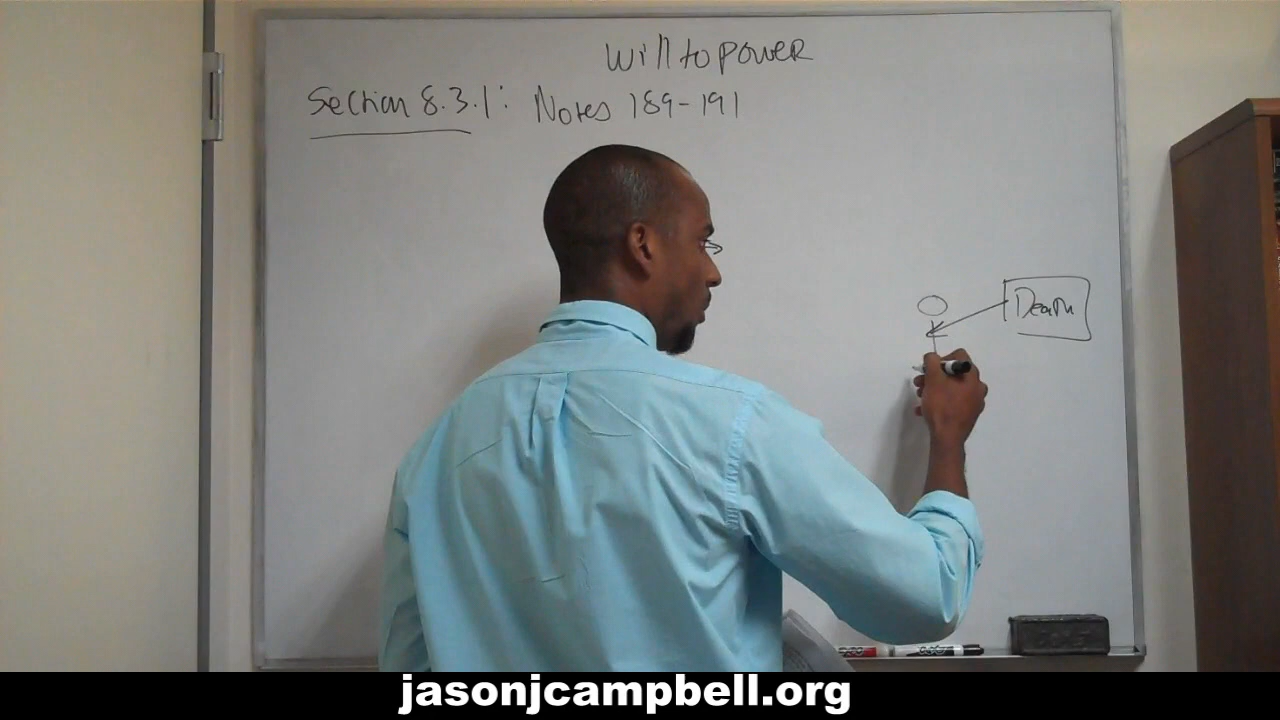 Will to power
Section 8.3.1: Notes 189-191
Death
jasonjcampbell.org